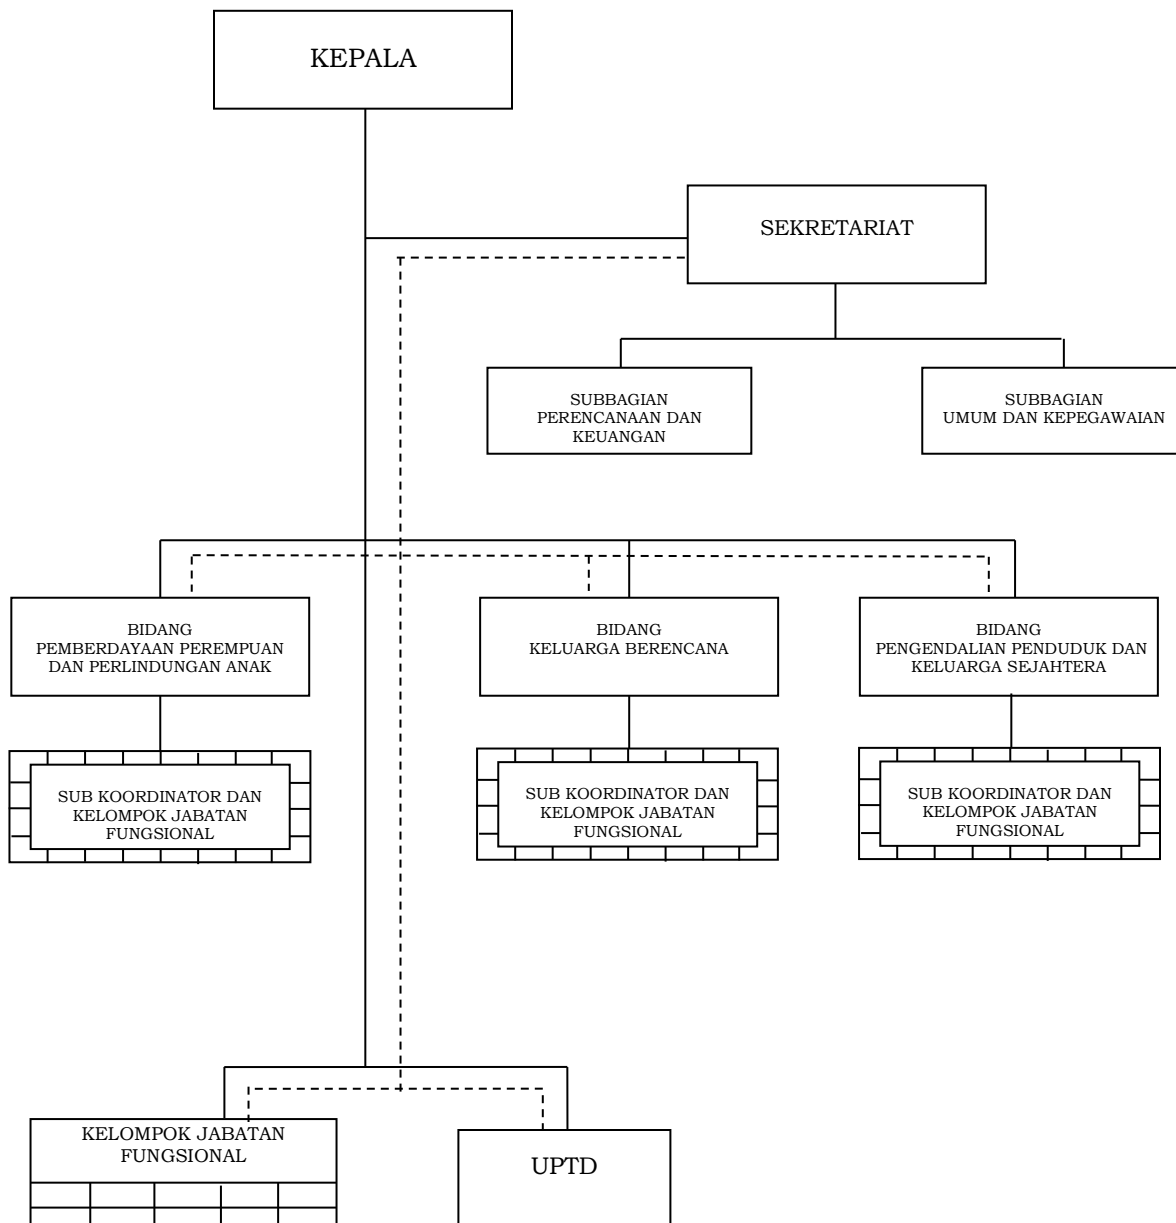 KEPALA
SEKRETARIAT
SUBBAGIAN
PERENCANAAN DAN
KEUANGAN
SUBBAGIAN
UMUM DAN KEPEGAWAIAN
BIDANG
PEMBERDAYAAN PEREMPUAN
DAN PERLINDUNGAN ANAK
BIDANG
KELUARGA BERENCANA
BIDANG
PENGENDALIAN PENDUDUK DAN
KELUARGA SEJAHTERA
SUB KOORDINATOR DAN
KELOMPOK JABATAN
FUNGSIONAL
SUB KOORDINATOR DAN
KELOMPOK JABATAN
FUNGSIONAL
SUB KOORDINATOR DAN
KELOMPOK JABATAN
FUNGSIONAL
KELOMPOK JABATAN
FUNGSIONAL
UPTD